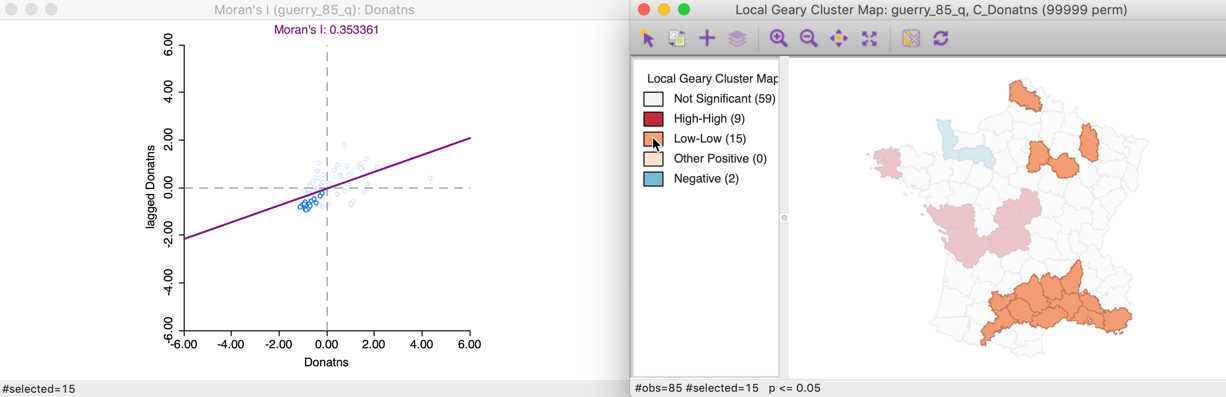 Moran's I (guerry_85_q): Donatns
Moran's I: 0.353361
6.00
4.00
2.00
0.00
-2.00
-4.00
-6.00
lagged Donatns
-6.00 -4.00 -2.00 0.00 2.00 4.00 6.00
Donatns
#selected=15
Local Geary Cluster Map: guerry_85_q, C_Donatns (99999 perm)
Local Geary Cluster Map
Not Significant (59)
High-High (9)
Low-Low (15)
Other Positive (0)
Negative (2)
#obs=85 #selected=15 p <= 0.05